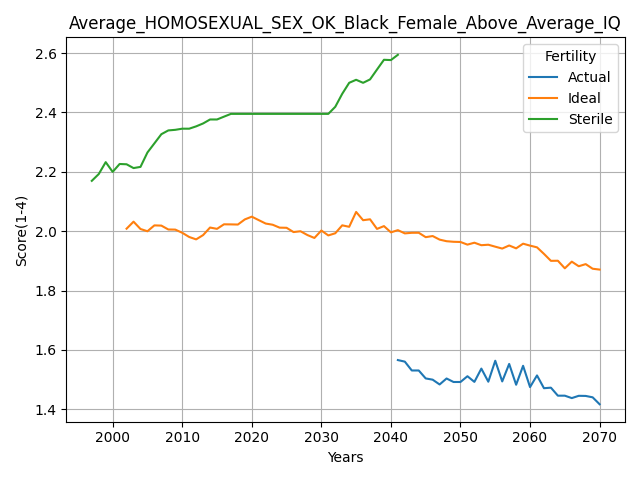 Average_HOMOSEXUAL_SEX_OK_Black_Female_Above_Average_IQ
Fertility
Actual
Ideal
Sterile
Score(1-4)
2.6
2.4
2.2
2.0
1.8
1.6
1.4
2000 2010 2020 2030 2040 2050 2060 2070
Years